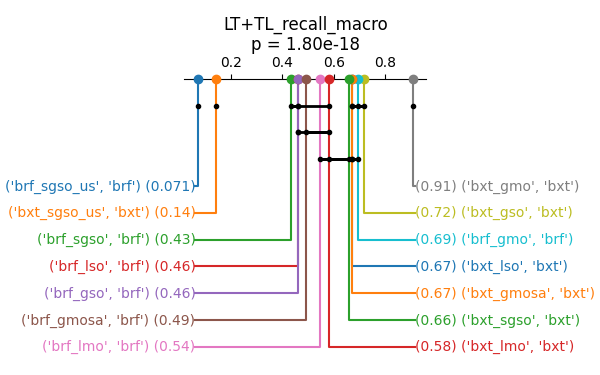 LT+TL_recall_macro
p = 1.80e-18
0.2 0.4 0.6 0.8
('brf_sgso_us', 'brf') (0.071) (0.91) ('bxt_gmo', 'bxt')
('bxt_sgso_us', 'bxt') (0.14) (0.72) ('bxt_gso', 'bxt')
('brf_sgso', 'brf') (0.43) (0.69) ('brf_gmo', 'brf')
('brf_lso', 'brf') (0.46) (0.67) ('bxt_lso', 'bxt')
('brf_gso', 'brf') (0.46) (0.67) ('bxt_gmosa', 'bxt')
('brf_gmosa', 'brf') (0.49) (0.66) ('bxt_sgso', 'bxt')
('brf_lmo', 'brf') (0.54) (0.58) ('bxt_lmo', 'bxt')